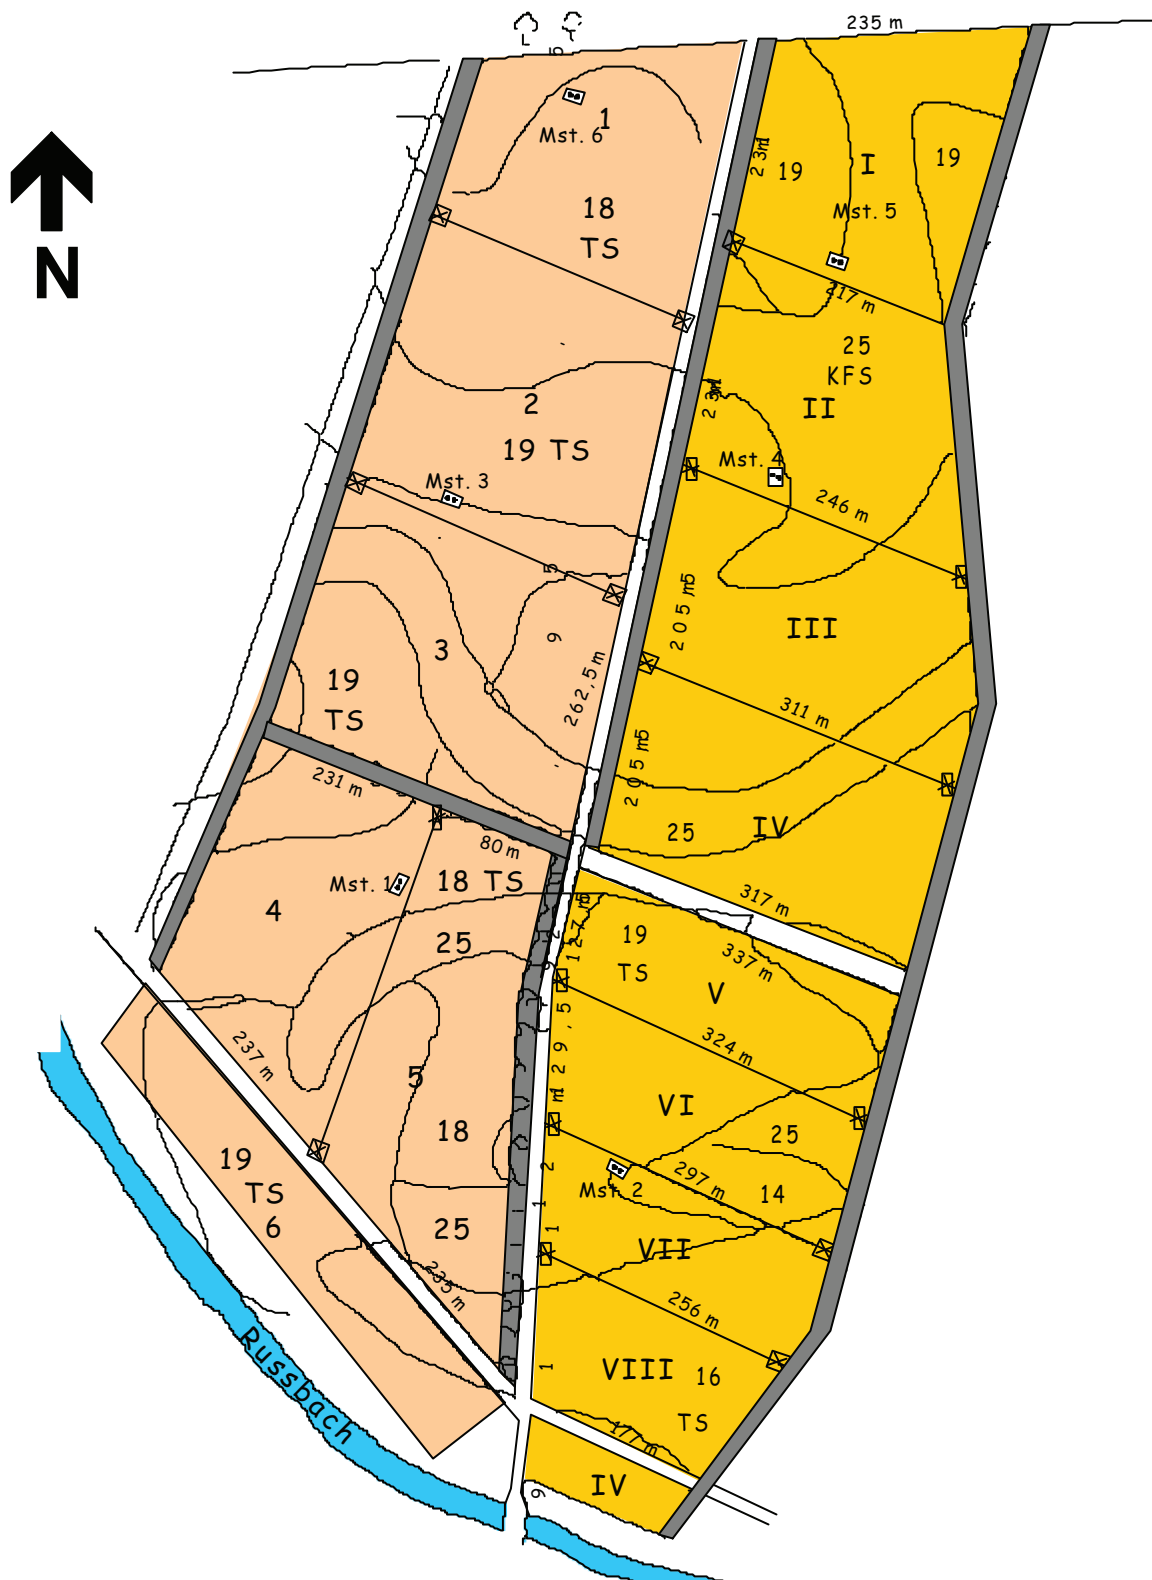 235 m
1
Mst. 6
18
TS
19
I
19
Mst. 5
N
217 m
25
KFS
II
2
19 TS
Mst. 3
Mst. 4
246 m
III
5
9
3
19
TS
262,5 m
311 m
231 m
80 m
25
IV
Mst. 1
18 TS
4
25
317 m
19
TS
337 m
V
237 m
324 m
5
18
VI
25
19
TS
6
297 m
14
Mst. 2
25
VII
235 m
256 m
VIII
16
TS
177 m
IV
9
Russbach